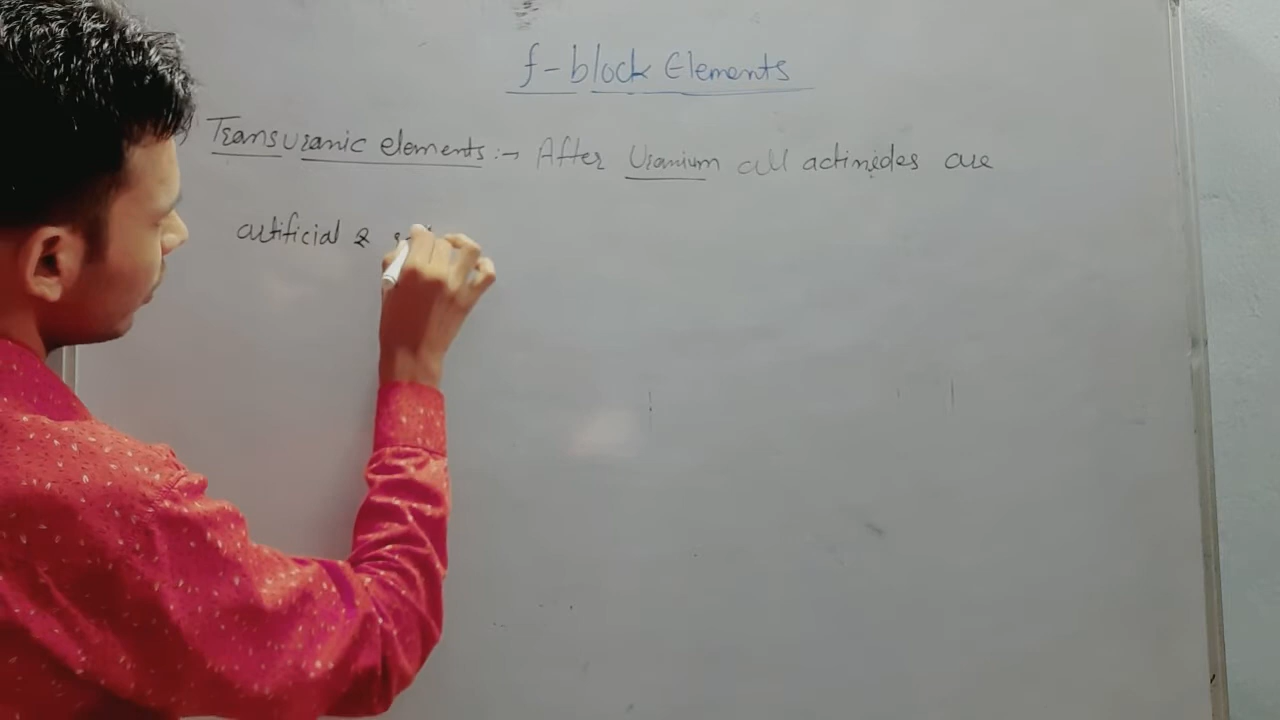 f-block Elements
Transuranic elements :→ After Uranium all actinides are
artificial &